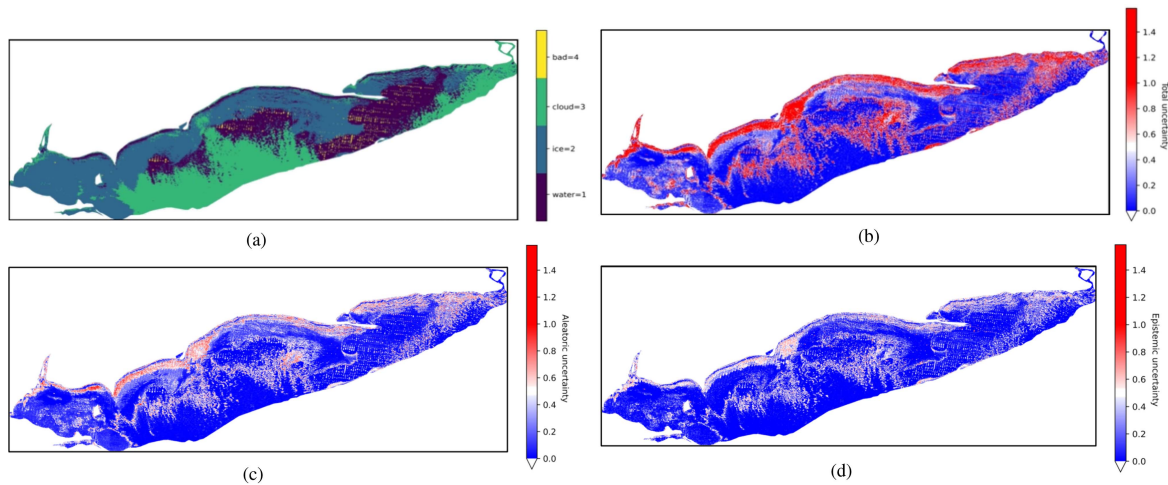 bad=4
cloud=3
ice=2
water=1
(a)
1.4
1.2
1.0
0.8
0.6
0.4
0.2
0.0
Total uncertainty
(b)
1.4
1.2
1.0
0.8
0.6
0.4
0.2
0.0
Aleatoric uncertainty
(c)
1.4
1.2
1.0
0.8
0.6
0.4
0.2
0.0
Epistemic uncertainty
(d)